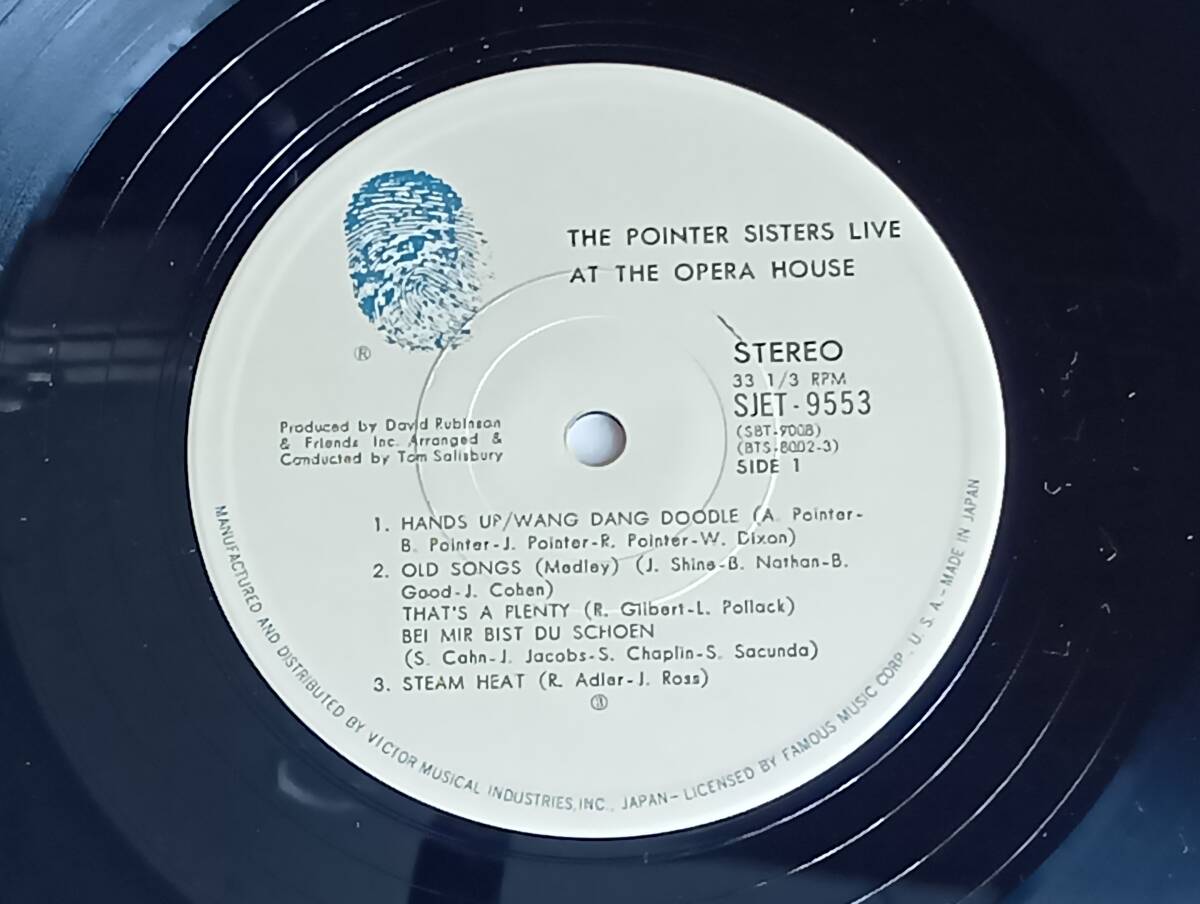 THE POINTER SISTERS LIVE
AT THE OPERA HOUSE
®
STEREO
33 1/3 RPM
SJET-9553
(SBT-9008)
(BTS-8002-3)
SIDE 1
Produced by David Rubinson
& Friends Inc. Arranged &
Conducted by Tom Salisbury
1. HANDS UP/WANG DANG DOODLE (A. Pointer-
B. Pointer-J. Pointer-R. Pointer-W. Dixon)
2. OLD SONGS (Medley) (J. Shine-B. Nathan-B.
Good-J. Cohen)
THAT'S A PLENTY (R. Gilbert-L. Pollack)
BEI MIR BIST DU SCHOEN
(S. Cahn-J. Jacobs-S. Chaplin-S. Sacunda)
3. STEAM HEAT (R. Adler-J. Ross)
MANUFACTURED AND DISTRIBUTED BY VICTOR MUSICAL INDUSTRIES, INC., JAPAN-LICENSED BY FAMOUS MUSIC CORP., U.S.A.-MADE IN JAPAN